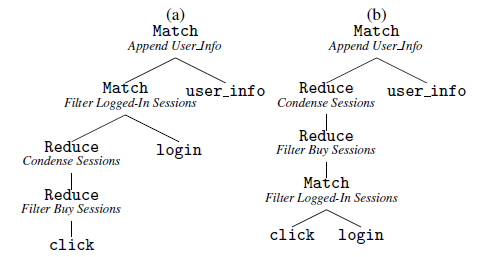 (a)
Match
Append User_Info
Match
Filter Logged-In Sessions
user_info
Reduce
Condense Sessions
login
Reduce
Filter Buy Sessions
click
(b)
Match
Append User_Info
Reduce
Condense Sessions
user_info
Reduce
Filter Buy Sessions
Match
Filter Logged-In Sessions
click login